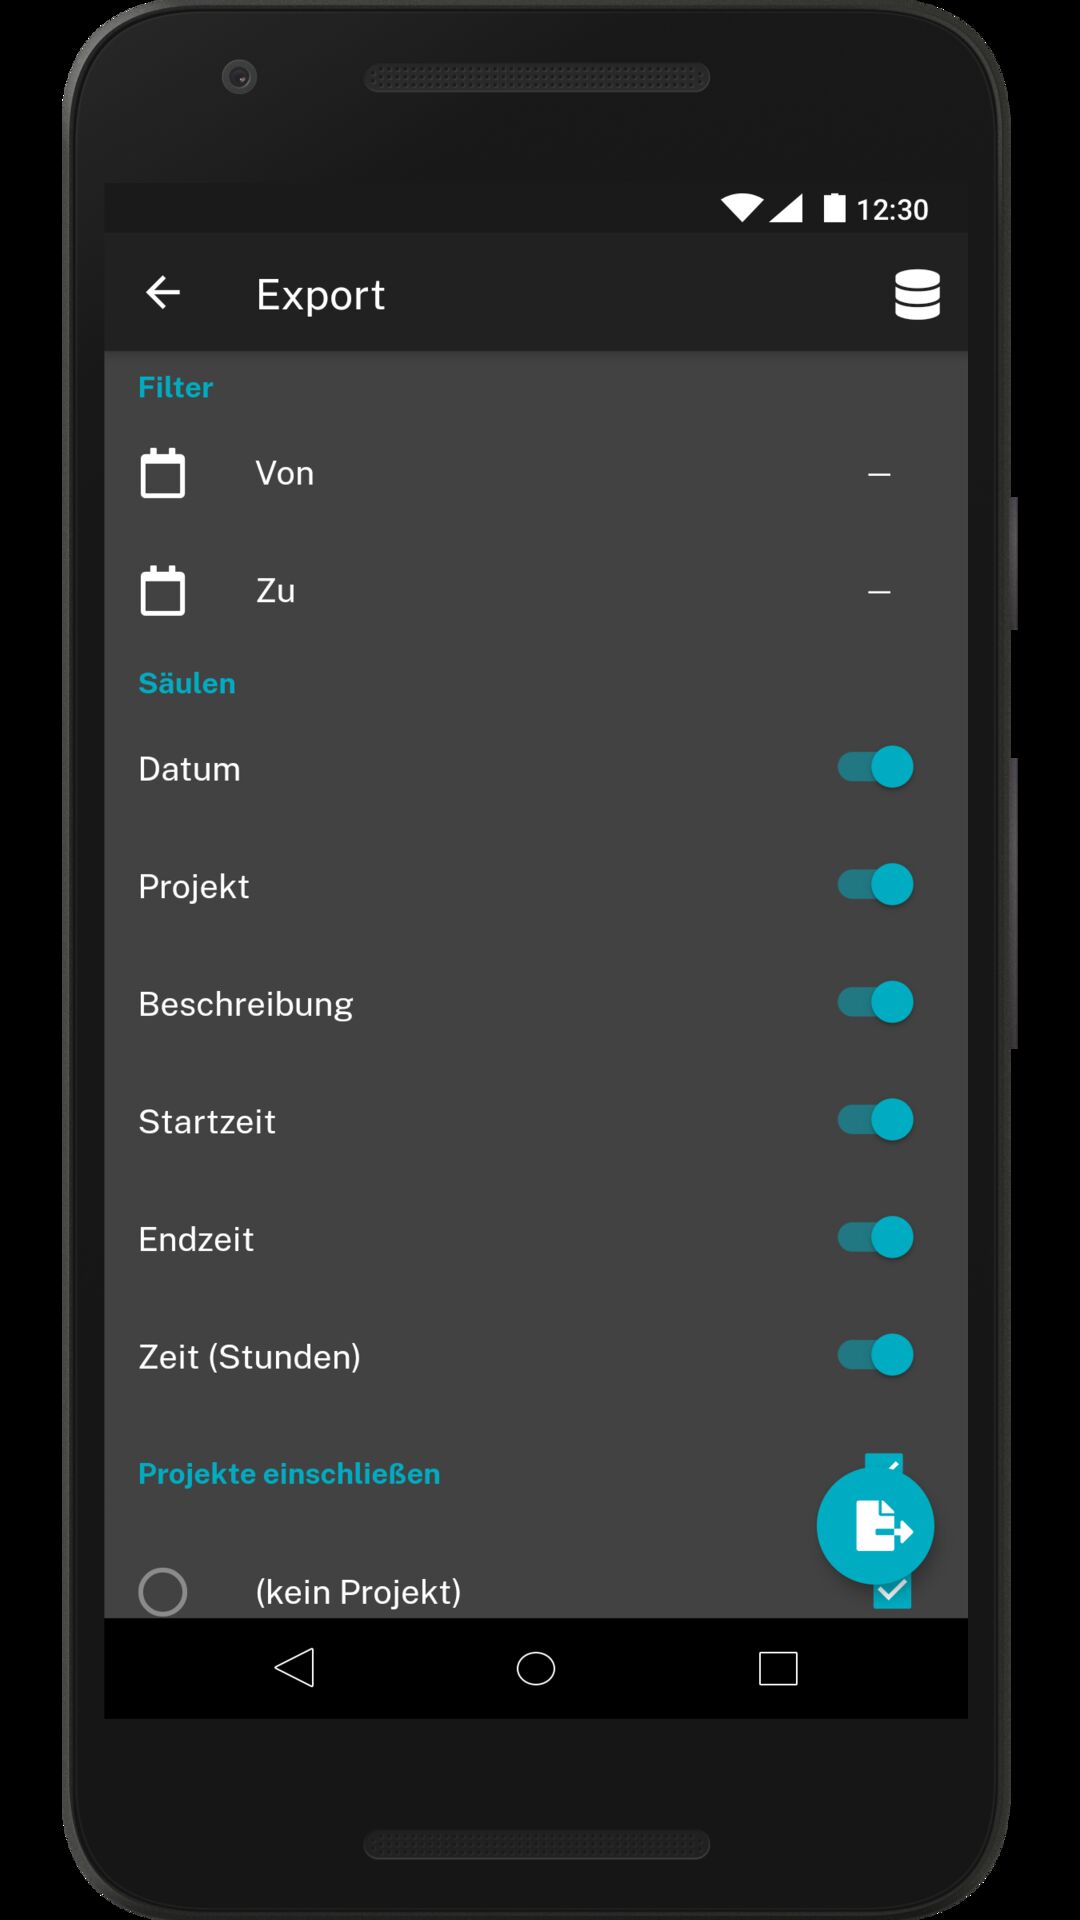 12:30
Export
Filter
Von –
Zu –
Säulen
Datum
Projekt
Beschreibung
Startzeit
Endzeit
Zeit (Stunden)
Projekte einschließen
(kein Projekt)